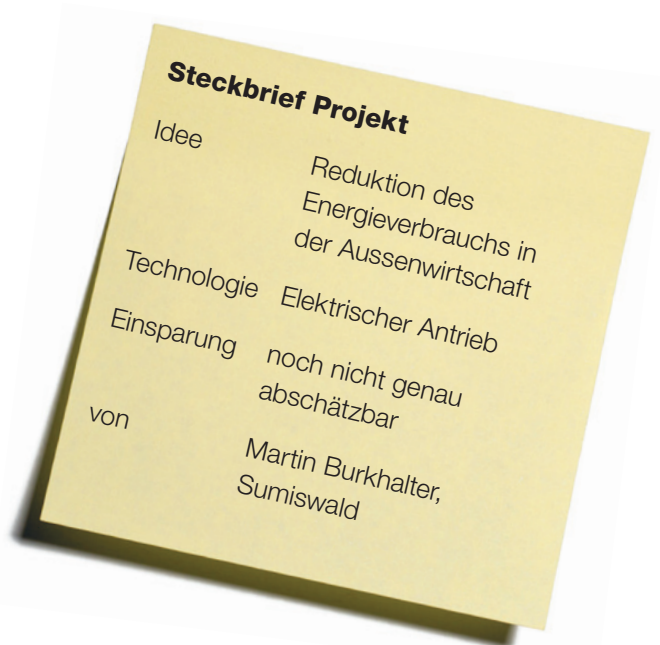 Steckbrief Projekt
Idee
Reduktion des
Energieverbrauchs in
der Aussenwirtschaft
Technologie Elektrischer Antrieb
Einsparung noch nicht genau
abschätzbar
von
Martin Burkhalter,
Sumiswald